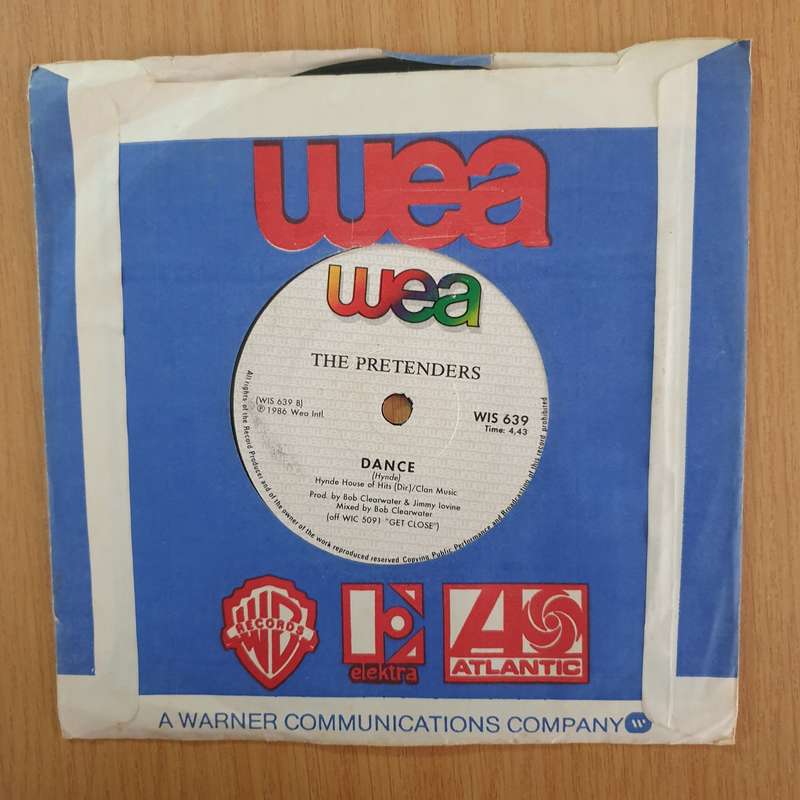 wea
wea
THE PRETENDERS
(WIS 639 B)
℗ 1986 Wea Intl.
WIS 639
Time: 4,43
DANCE
(Hynde)
Hynde House of Hits (Dir)/Clan Music
Prod. by Bob Clearwater & Jimmy Iovine
Mixed by Bob Clearwater
(off WIC 5091 "GET CLOSE")
All rights of the Record Producer and of the owner of the work reproduced reserved. Copying Public Performance and Broadcasting of this record prohibited
WB
RECORDS
elektra
ATLANTIC
A WARNER COMMUNICATIONS COMPANY